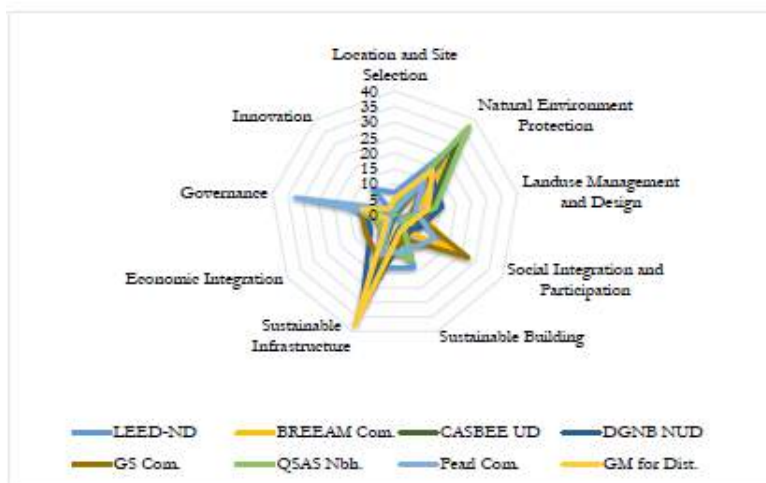 Location and Site
Selection
40
35
30
25
20
15
10
5
0
Natural Environment
Protection
Landuse Management
and Design
Social Integration and
Participation
Sustainable Building
Sustainable
Infrastructure
Economic Integration
Governance
Innovation
LEED-ND BREEAM Com. CASBEE UD DGNB NUD
GS Com. QSAS Nbh. Pearl Com. GM for Dist.